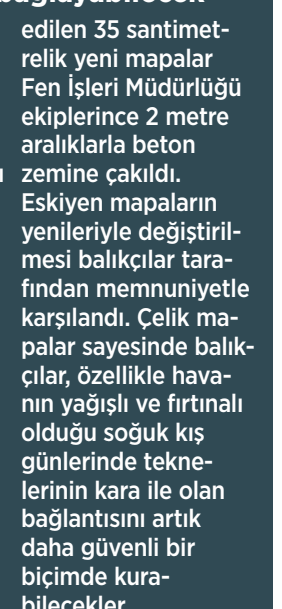 edilen 35 santimet-
relik yeni mapalar
Fen İşleri Müdürlüğü
ekiplerince 2 metre
aralıklarla beton
zemine çakıldı.
Eskiyen mapaların
yenileriyle değiştiril-
mesi balıkçılar tara-
fından memnuniyetle
karşılandı. Çelik ma-
palar sayesinde balık-
çılar, özellikle hava-
nın yağışlı ve fırtınalı
olduğu soğuk kış
günlerinde tekne-
lerinin kara ile olan
bağlantısını artık
daha güvenli bir
biçimde kura-
bilecekler.